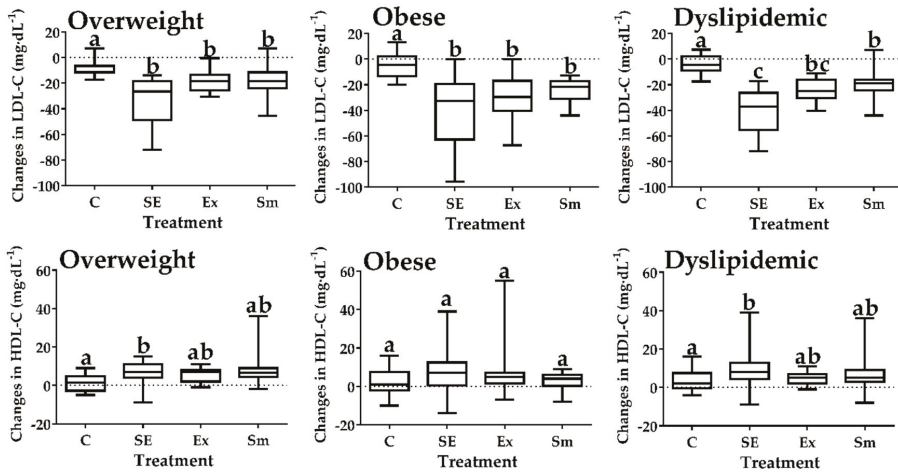 Overweight
Changes in LDL-C (mg·dL⁻¹)
20
0
-20
-40
-60
-80
-100
a
b
b
b
C SE Ex Sm
Treatment
Obese
Changes in LDL-C (mg·dL⁻¹)
20
0
-20
-40
-60
-80
-100
a
b
b
b
C SE Ex Sm
Treatment
Dyslipidemic
Changes in LDL-C (mg·dL⁻¹)
20
0
-20
-40
-60
-80
-100
a
c
bc
b
C SE Ex Sm
Treatment
Overweight
Changes in HDL-C (mg·dL⁻¹)
60
40
20
0
-20
a
b
ab
ab
C SE Ex Sm
Treatment
Obese
Changes in HDL-C (mg·dL⁻¹)
60
40
20
0
-20
a
a
a
a
C SE Ex Sm
Treatment
Dyslipidemic
Changes in HDL-C (mg·dL⁻¹)
60
40
20
0
-20
a
b
ab
ab
C SE Ex Sm
Treatment